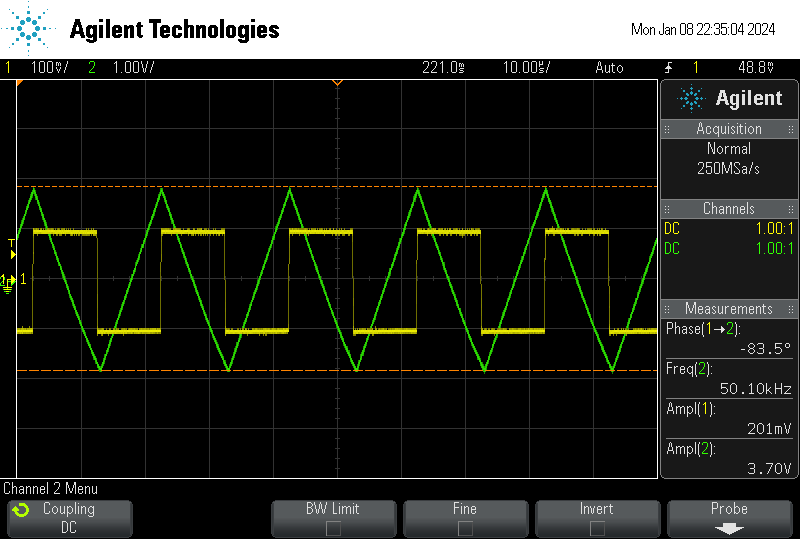 Agilent Technologies
Mon Jan 08 22:35:04 2024
1 100mV/ 2 1.00V/ 221.0s 10.00s/ Auto 1 48.8mV
Agilent
Acquisition
Normal
250MSa/s
Channels
DC 1.00:1
DC 1.00:1
Measurements
Phase(1→2):
-83.5°
Freq(2):
50.10kHz
Ampl(1):
201mV
Ampl(2):
3.70V
T
1
Channel 2 Menu
Coupling
DC
BW Limit
Fine
Invert
Probe